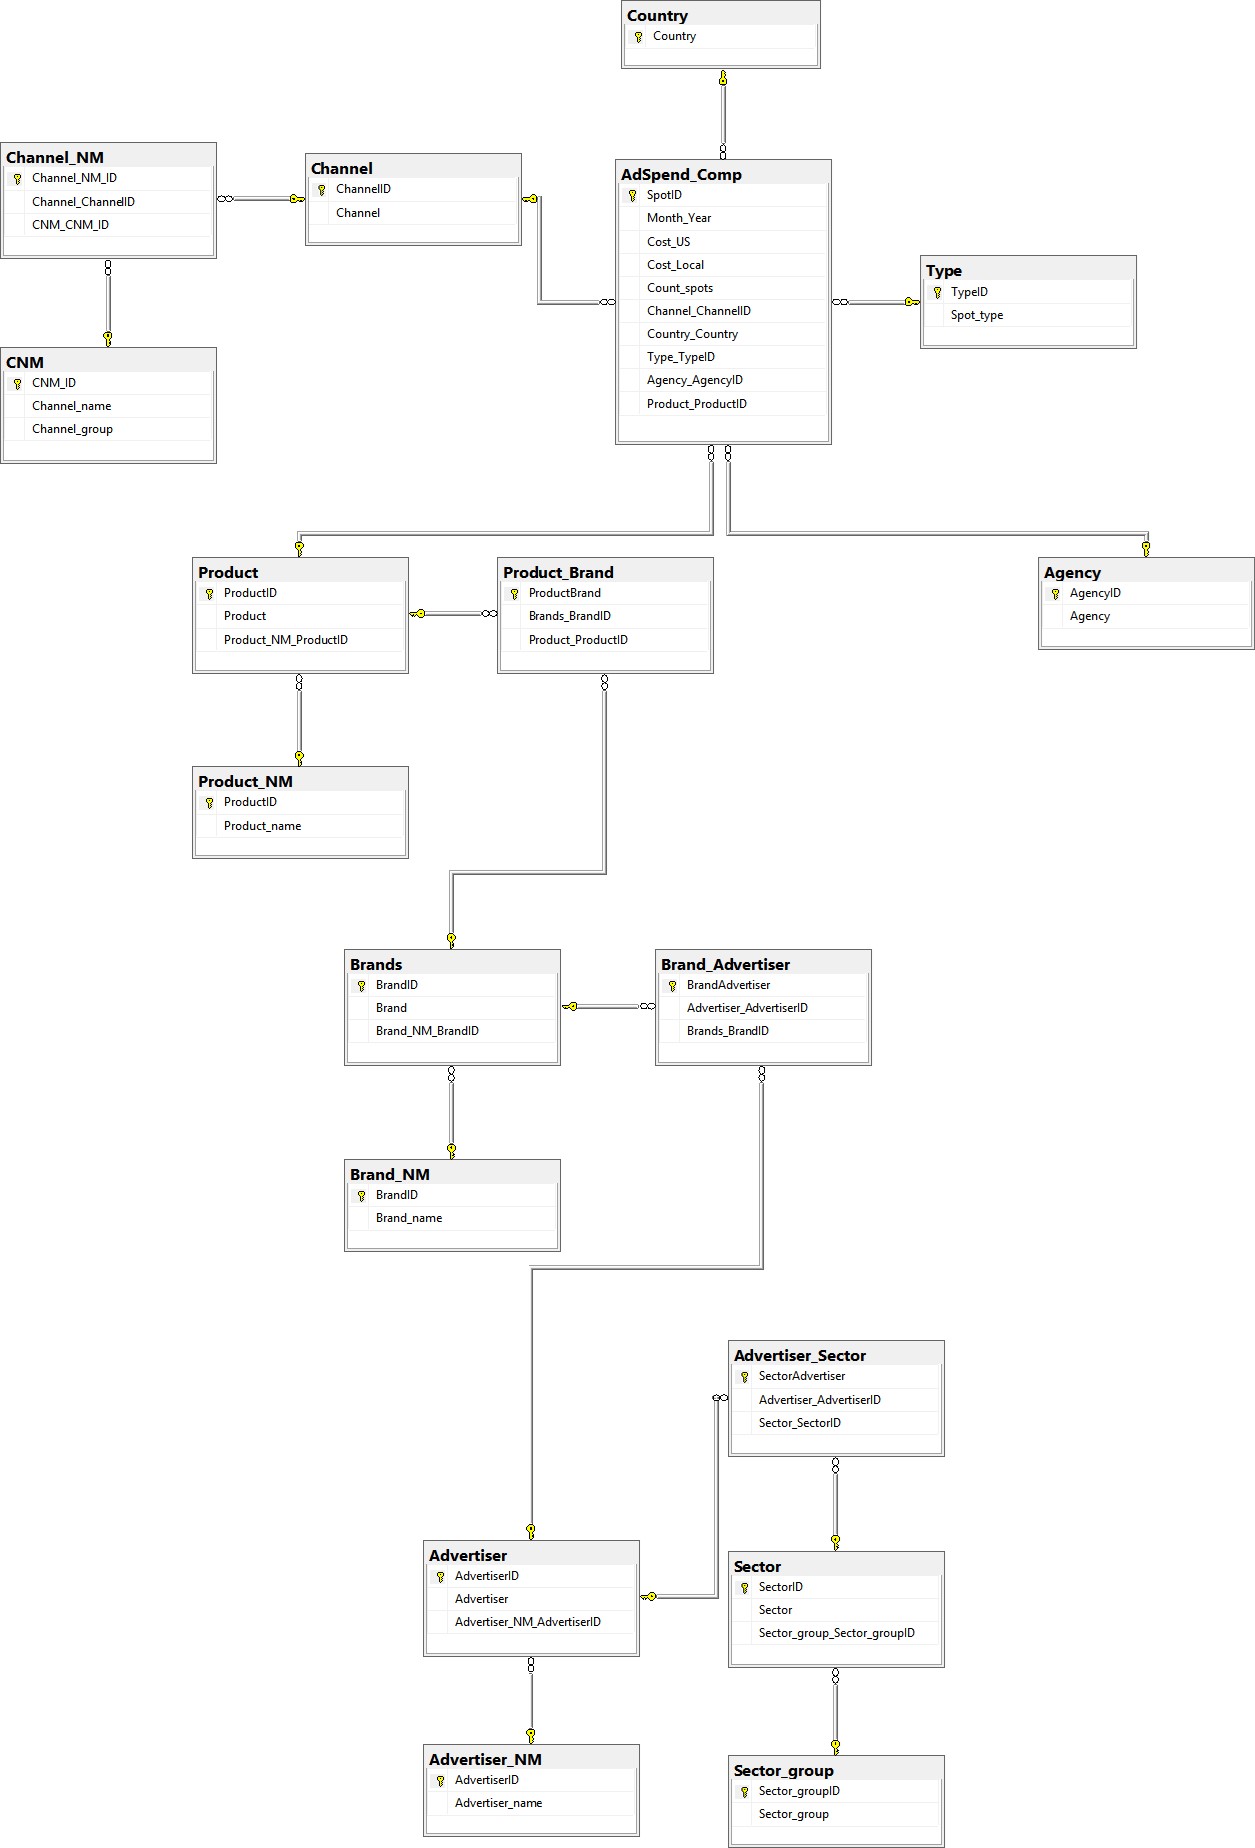 Country
Country
Channel_NM
Channel_NM_ID
Channel_ChannelID
CNM_CNM_ID
Channel
ChannelID
Channel
AdSpend_Comp
SpotID
Month_Year
Cost_US
Cost_Local
Count_spots
Channel_ChannelID
Country_Country
Type_TypeID
Agency_AgencyID
Product_ProductID
Type
TypeID
Spot_type
CNM
CNM_ID
Channel_name
Channel_group
Product
ProductID
Product
Product_NM_ProductID
Product_Brand
ProductBrand
Brands_BrandID
Product_ProductID
Agency
AgencyID
Agency
Product_NM
ProductID
Product_name
Brands
BrandID
Brand
Brand_NM_BrandID
Brand_Advertiser
BrandAdvertiser
Advertiser_AdvertiserID
Brands_BrandID
Brand_NM
BrandID
Brand_name
Advertiser_Sector
SectorAdvertiser
Advertiser_AdvertiserID
Sector_SectorID
Advertiser
AdvertiserID
Advertiser
Advertiser_NM_AdvertiserID
Sector
SectorID
Sector
Sector_group_Sector_groupID
Advertiser_NM
AdvertiserID
Advertiser_name
Sector_group
Sector_groupID
Sector_group